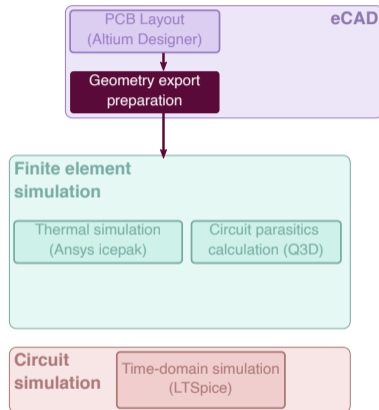 PCB Layout
(Altium Designer)
eCAD
Geometry export
preparation
Finite element
simulation
Thermal simulation
(Ansys icepak)
Circuit parasitics
calculation (Q3D)
Circuit
simulation
Time-domain simulation
(LTSpice)